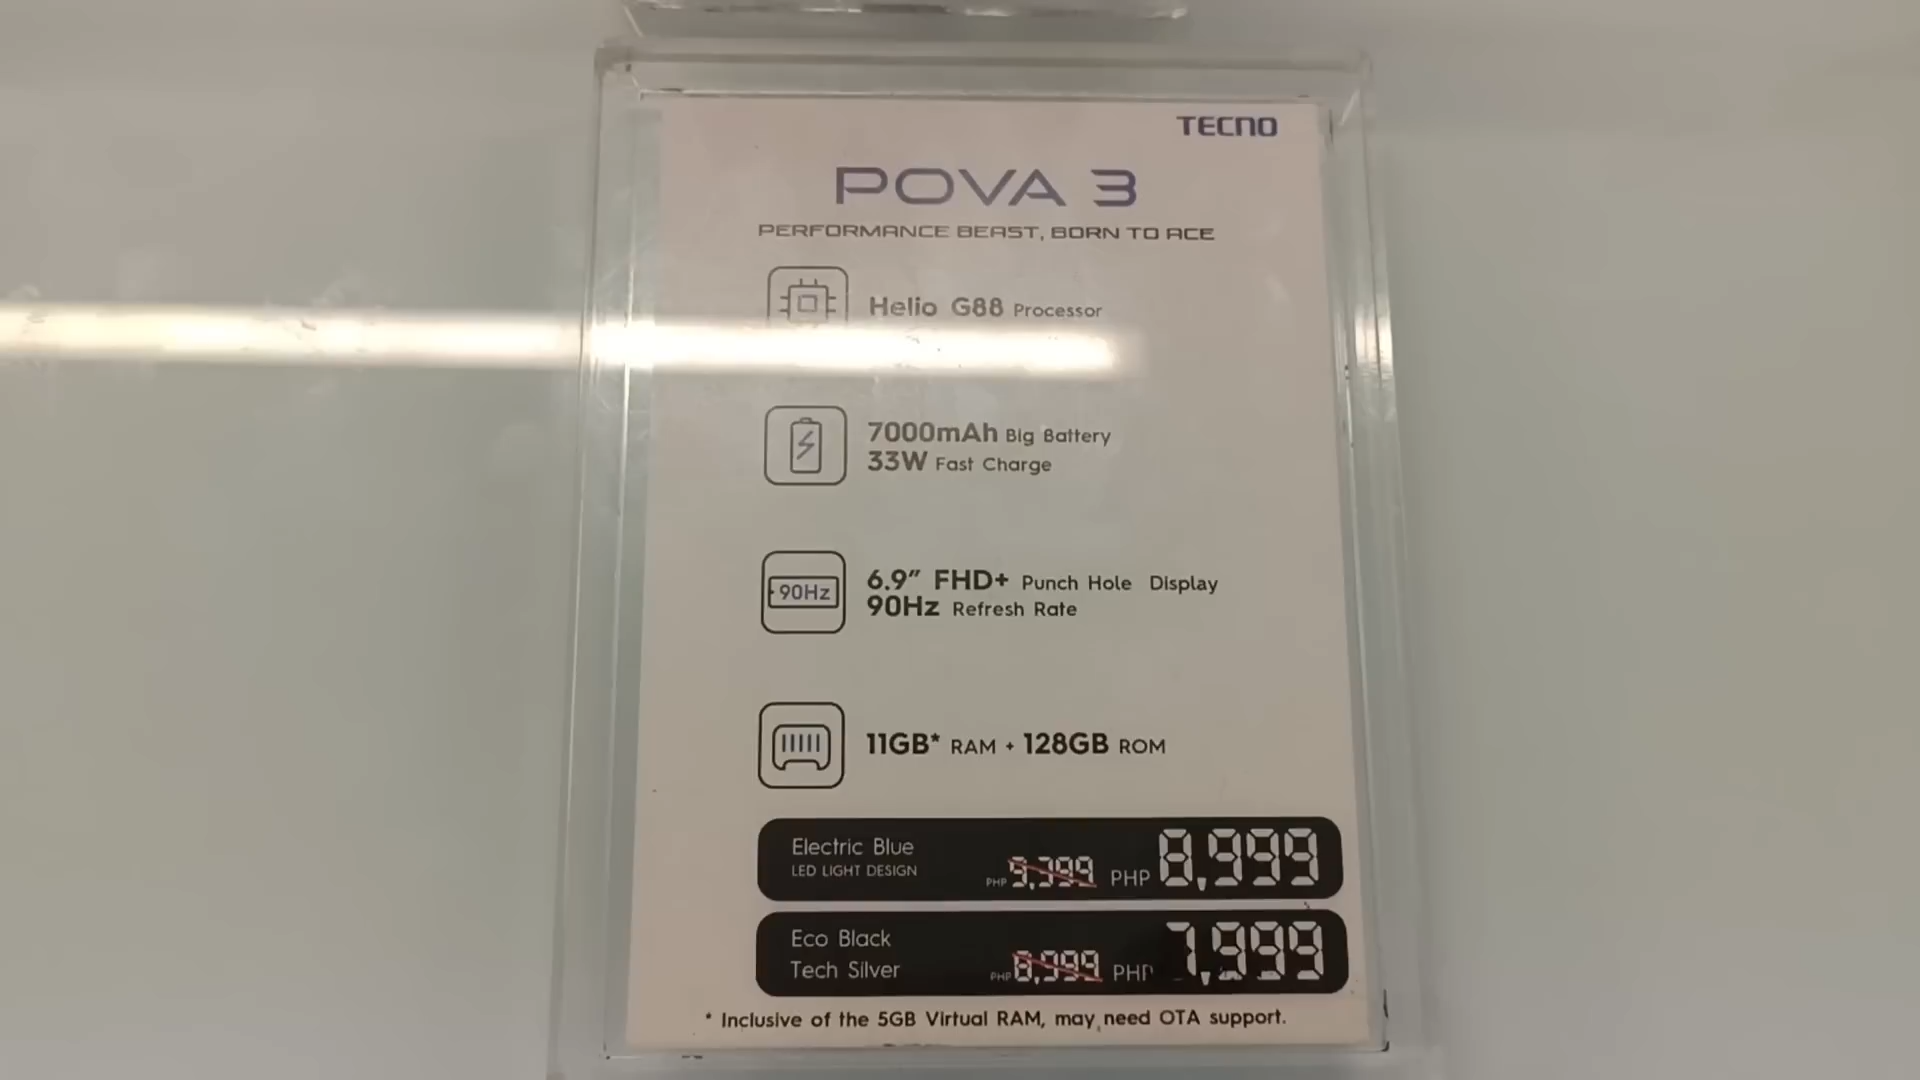 TECNO
POVA 3
PERFORMANCE BEAST, BORN TO ACE
Helio G88 Processor
7000mAh Big Battery
33W Fast Charge
90Hz
6.9" FHD+ Punch Hole Display
90Hz Refresh Rate
11GB* RAM + 128GB ROM
Electric Blue
LED LIGHT DESIGN
PHP 9,399 PHP 8,999
Eco Black
Tech Silver
PHP 8,999 PHP 7,999
* Inclusive of the 5GB Virtual RAM, may need OTA support.